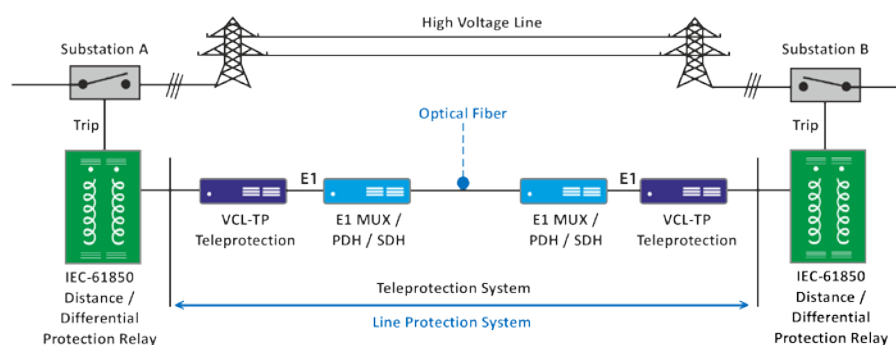 High Voltage Line
Substation A
Substation B
Trip
Trip
Optical Fiber
E1
E1
VCL-TP
Teleprotection
E1 MUX /
PDH / SDH
E1 MUX /
PDH / SDH
VCL-TP
Teleprotection
IEC-61850
Distance /
Differential
Protection Relay
IEC-61850
Distance /
Differential
Protection Relay
Teleprotection System
Line Protection System